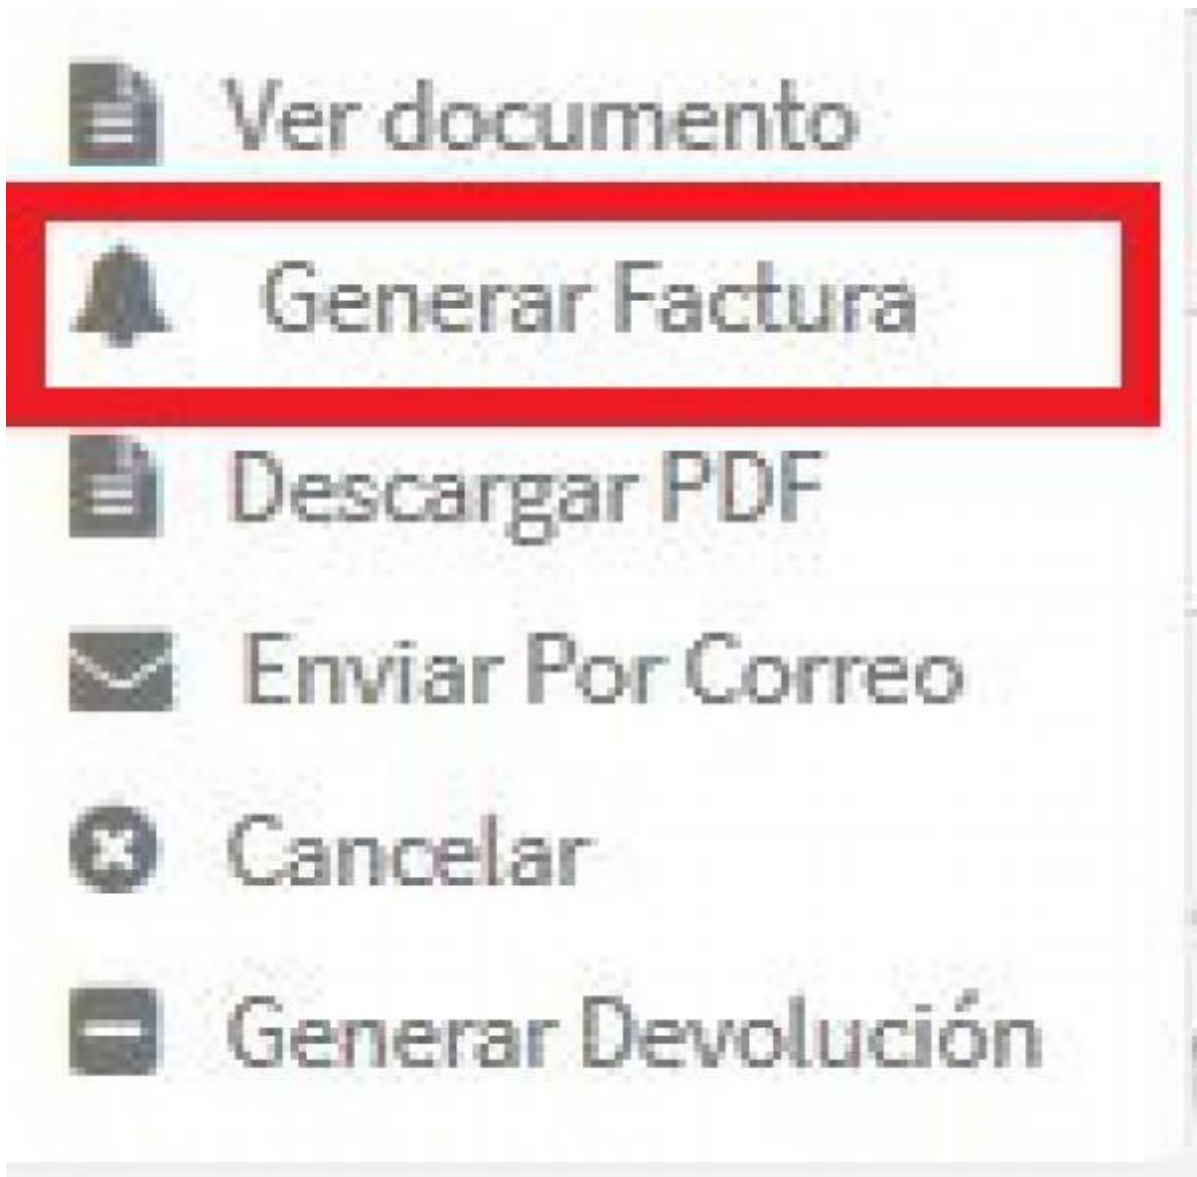 Ver documento
Generar Factura
Descargar PDF
Enviar Por Correo
Cancelar
Generar Devolución